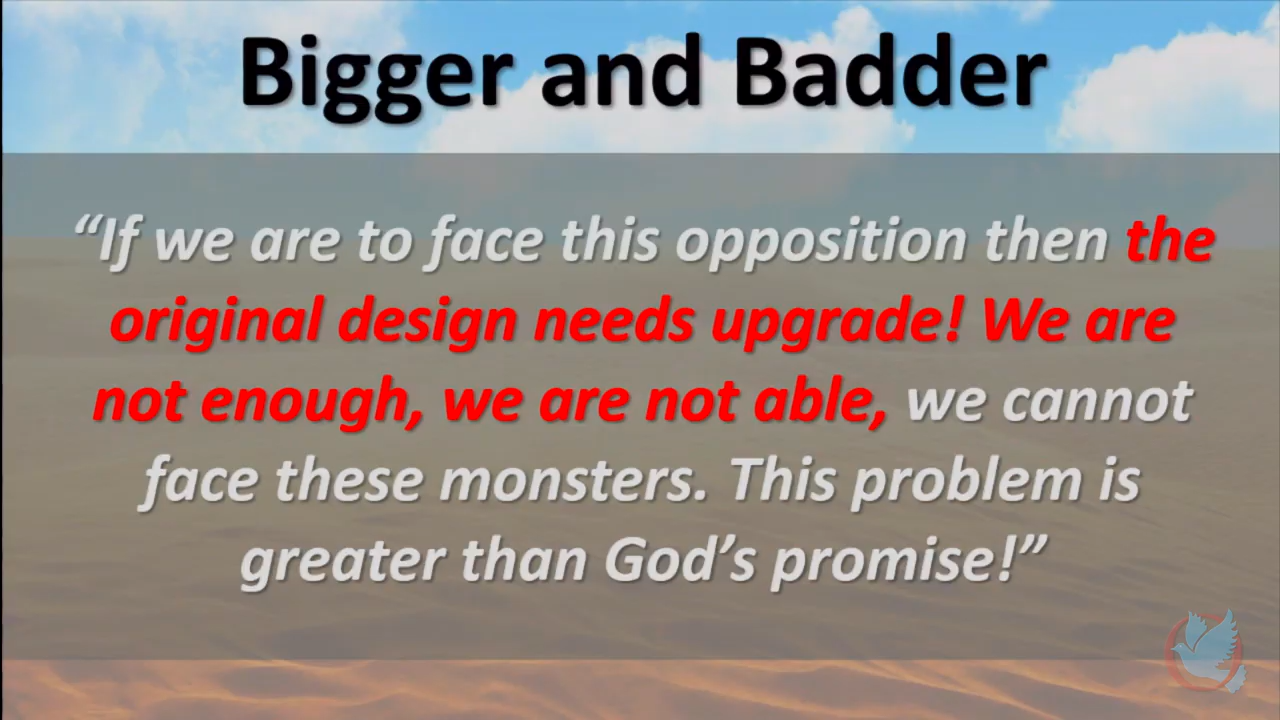 Bigger and Badder
“If we are to face this opposition then the
original design needs upgrade! We are
not enough, we are not able, we cannot
face these monsters. This problem is
greater than God’s promise!”